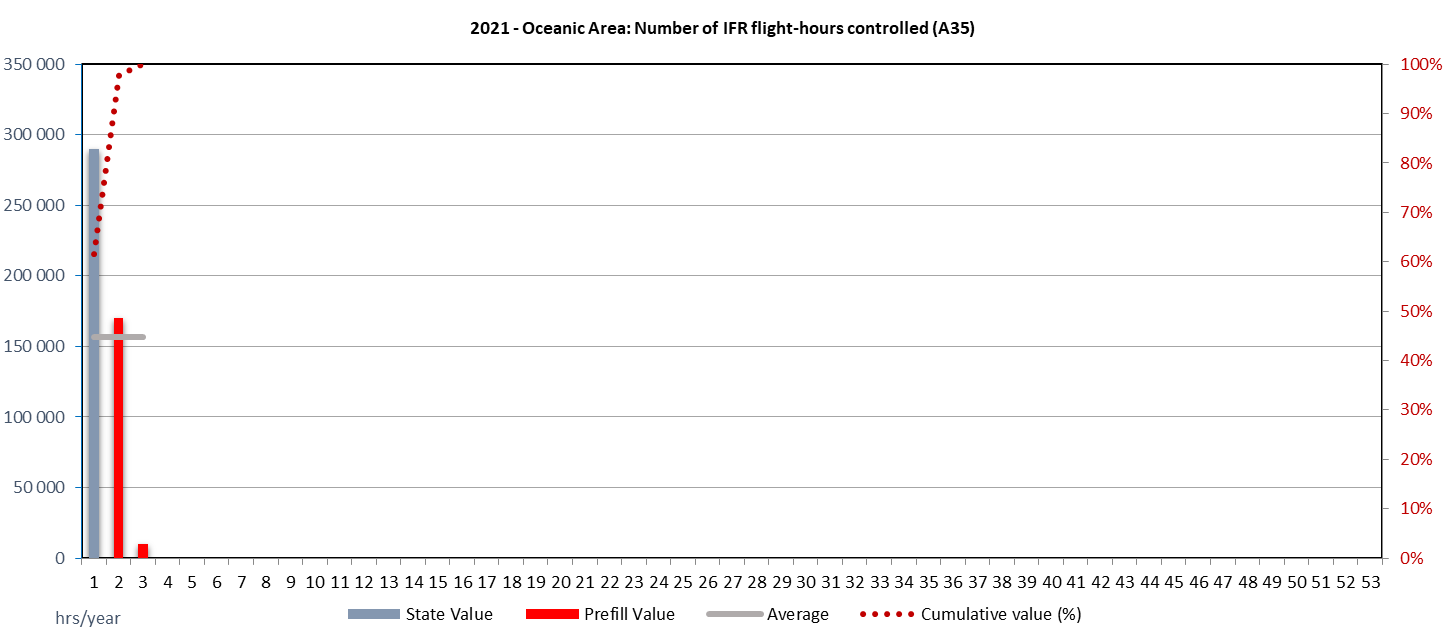 2021 - Oceanic Area: Number of IFR flight-hours controlled (A35)
350 000 100%
300 000 90%
80%
250 000 70%
200 000 60%
50%
150 000 40%
100 000 30%
20%
50 000 10%
0 0%
1 2 3 4 5 6 7 8 9 10 11 12 13 14 15 16 17 18 19 20 21 22 23 24 25 26 27 28 29 30 31 32 33 34 35 36 37 38 39 40 41 42 43 44 45 46 47 48 49 50 51 52 53
hrs/year State Value Prefill Value Average Cumulative value (%)